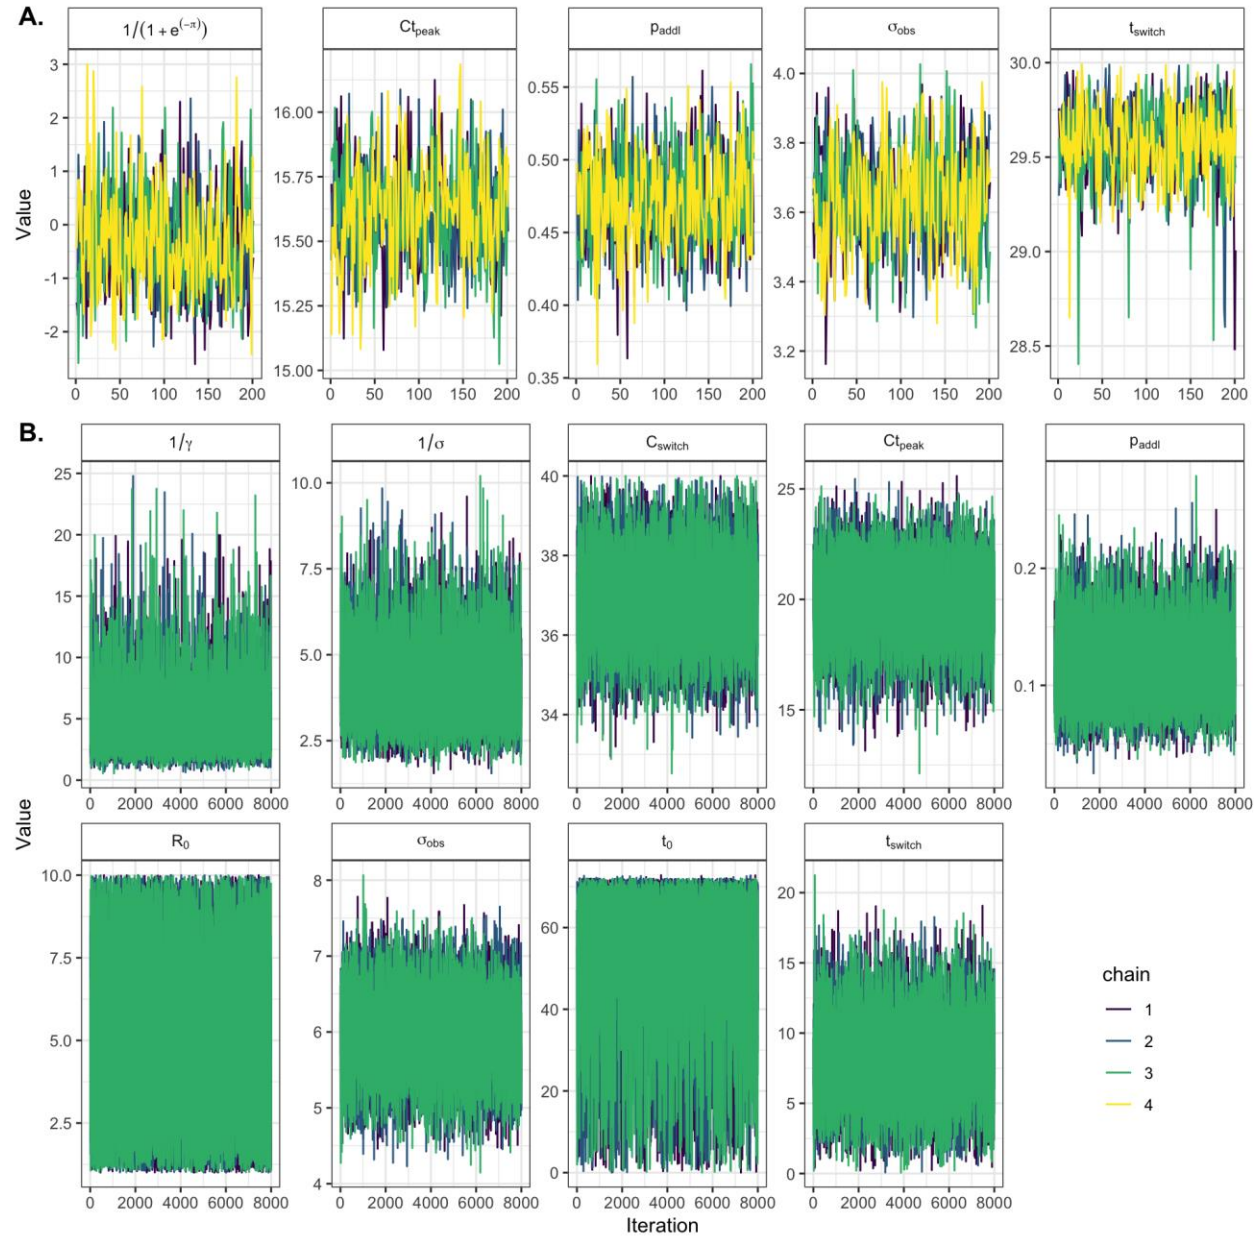 A.
1/(1 + e^(−π)) Ct_peak p_addl σ_obs t_switch
3 2 1 0 -1 -2
16.00 15.75 15.50 15.25 15.00
0.55 0.50 0.45 0.40 0.35
4.0 3.8 3.6 3.4 3.2
30.0 29.5 29.0 28.5
Value
0 50 100 150 200 0 50 100 150 200 0 50 100 150 200 0 50 100 150 200 0 50 100 150 200
B.
1/γ 1/σ C_switch Ct_peak p_addl
25 20 15 10 5 0
10.0 7.5 5.0 2.5
40 38 36 34
25 20 15
0.2 0.1
0 2000 4000 6000 8000 0 2000 4000 6000 8000 0 2000 4000 6000 8000 0 2000 4000 6000 8000 0 2000 4000 6000 8000
Value
R_0 σ_obs t_0 t_switch
10.0 7.5 5.0 2.5
8 7 6 5 4
60 40 20 0
20 15 10 5 0
0 2000 4000 6000 8000 0 2000 4000 6000 8000 0 2000 4000 6000 8000 0 2000 4000 6000 8000
Iteration
chain
1
2
3
4